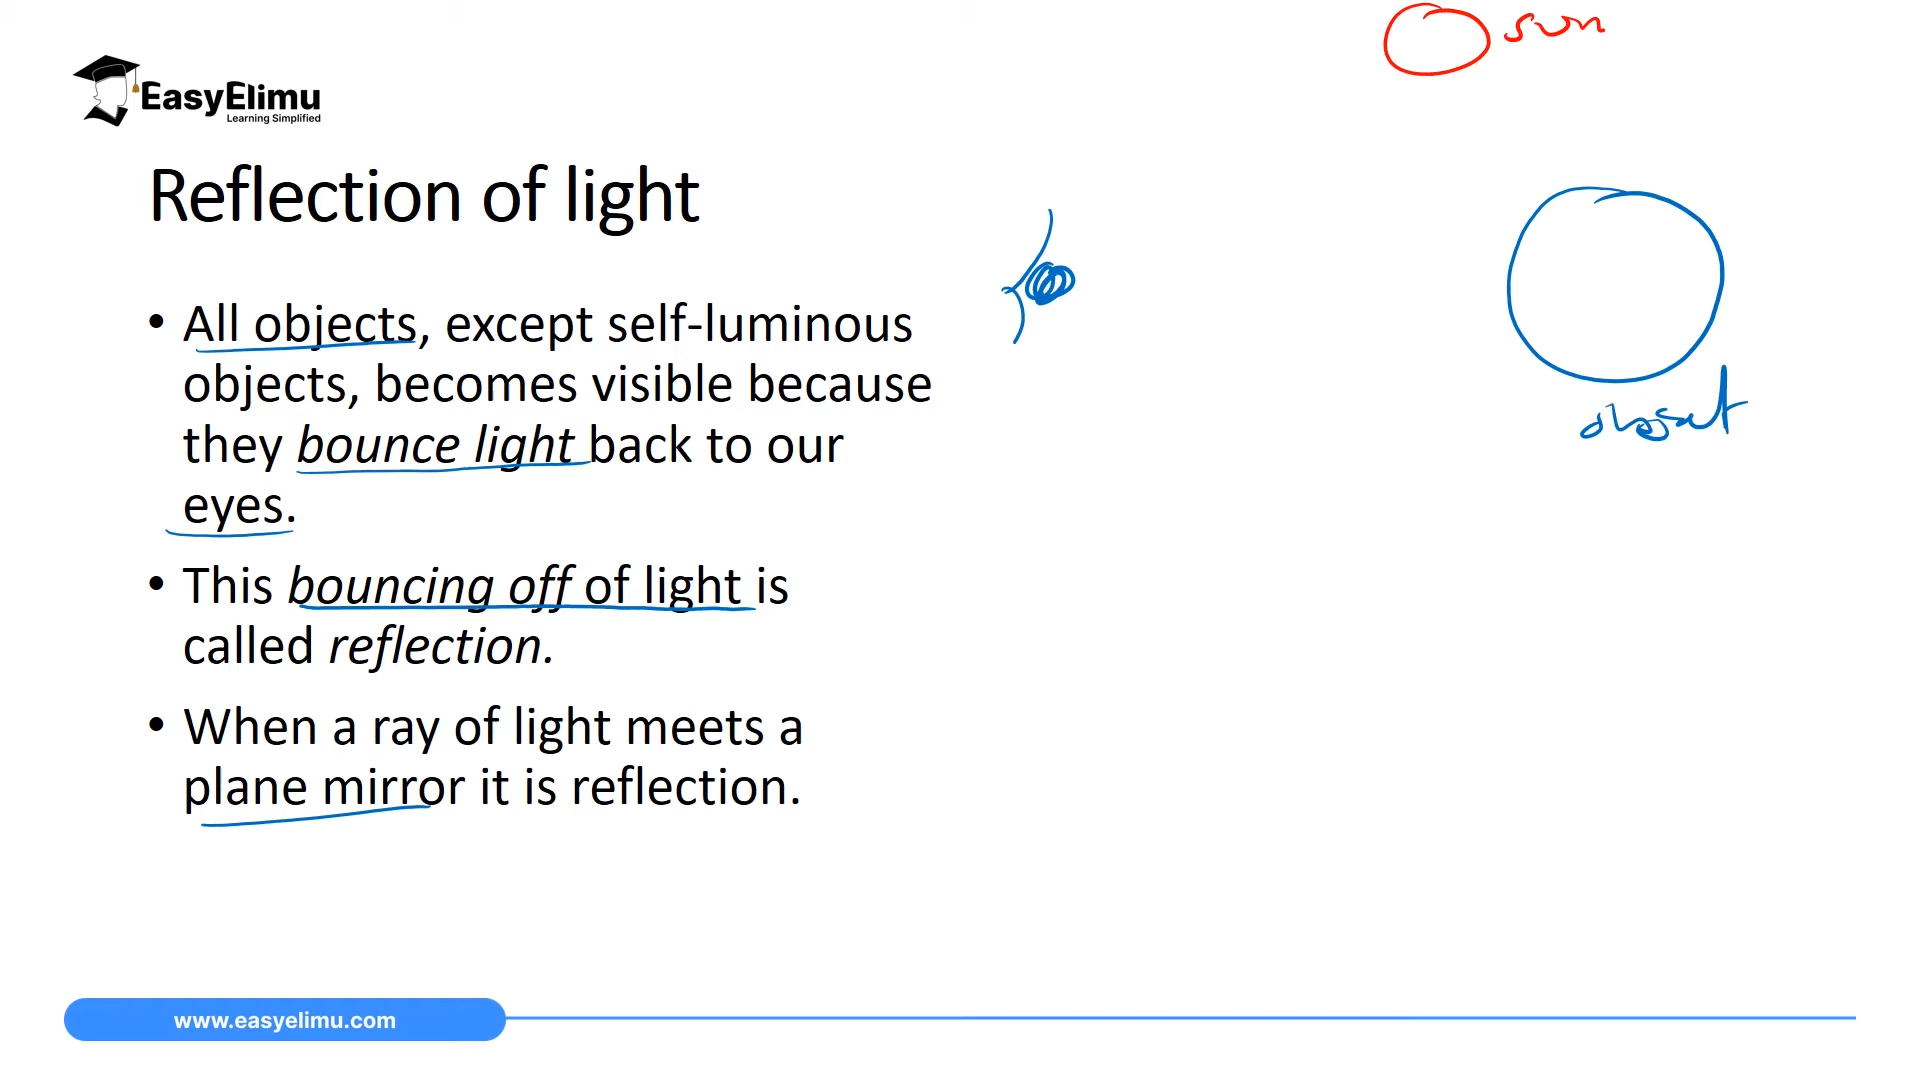 sun
EasyElimu
Learning Simplified
Reflection of light
• All objects, except self-luminous
objects, becomes visible because
they bounce light back to our
eyes.
• This bouncing off of light is
called reflection.
• When a ray of light meets a
plane mirror it is reflection.
www.easyelimu.com